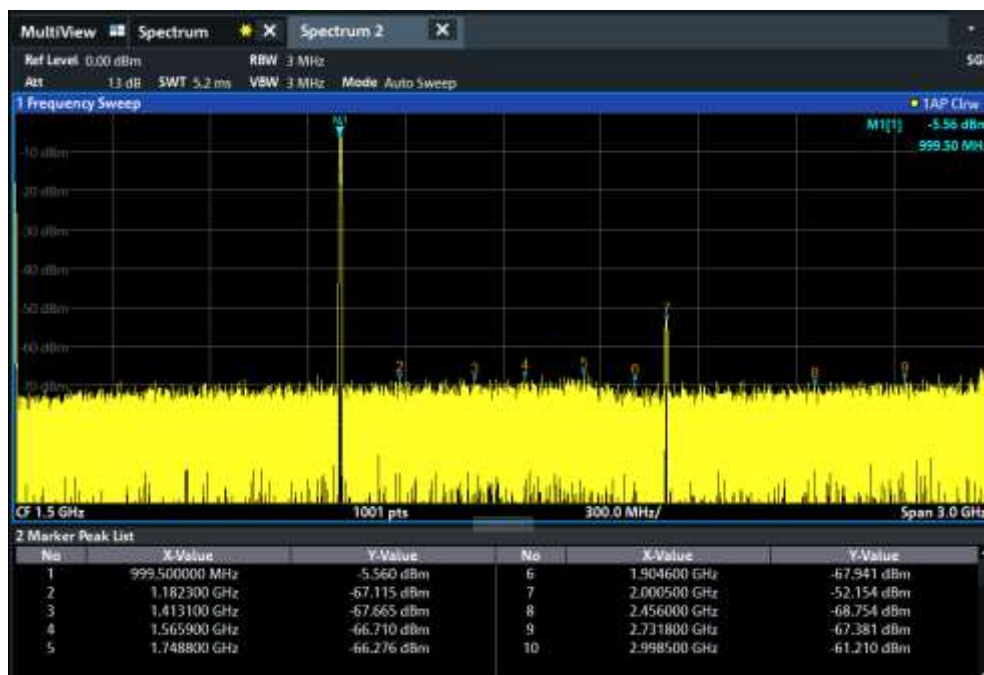 MultiView Spectrum Spectrum 2
Ref Level 0.00 dBm RBW 3 MHz SG
Att 13 dB SWT 5.2 ms VBW 3 MHz Mode Auto Sweep
1 Frequency Sweep 1AP Clrw
M1 M1[1] -5.56 dBm
999.50 MH
-10 dBm
-20 dBm
-30 dBm
-40 dBm
-50 dBm
7
-60 dBm
2 3 4 5 6 8 9
-70 dBm
CF 1.5 GHz 1001 pts 300.0 MHz/ Span 3.0 GHz
2 Marker Peak List
No X-Value Y-Value No X-Value Y-Value
1 999.500000 MHz -5.560 dBm 6 1.904600 GHz -67.941 dBm
2 1.182300 GHz -67.115 dBm 7 2.000500 GHz -52.154 dBm
3 1.413100 GHz -67.665 dBm 8 2.456000 GHz -68.754 dBm
4 1.565900 GHz -66.710 dBm 9 2.731800 GHz -67.381 dBm
5 1.748800 GHz -66.276 dBm 10 2.998500 GHz -61.210 dBm